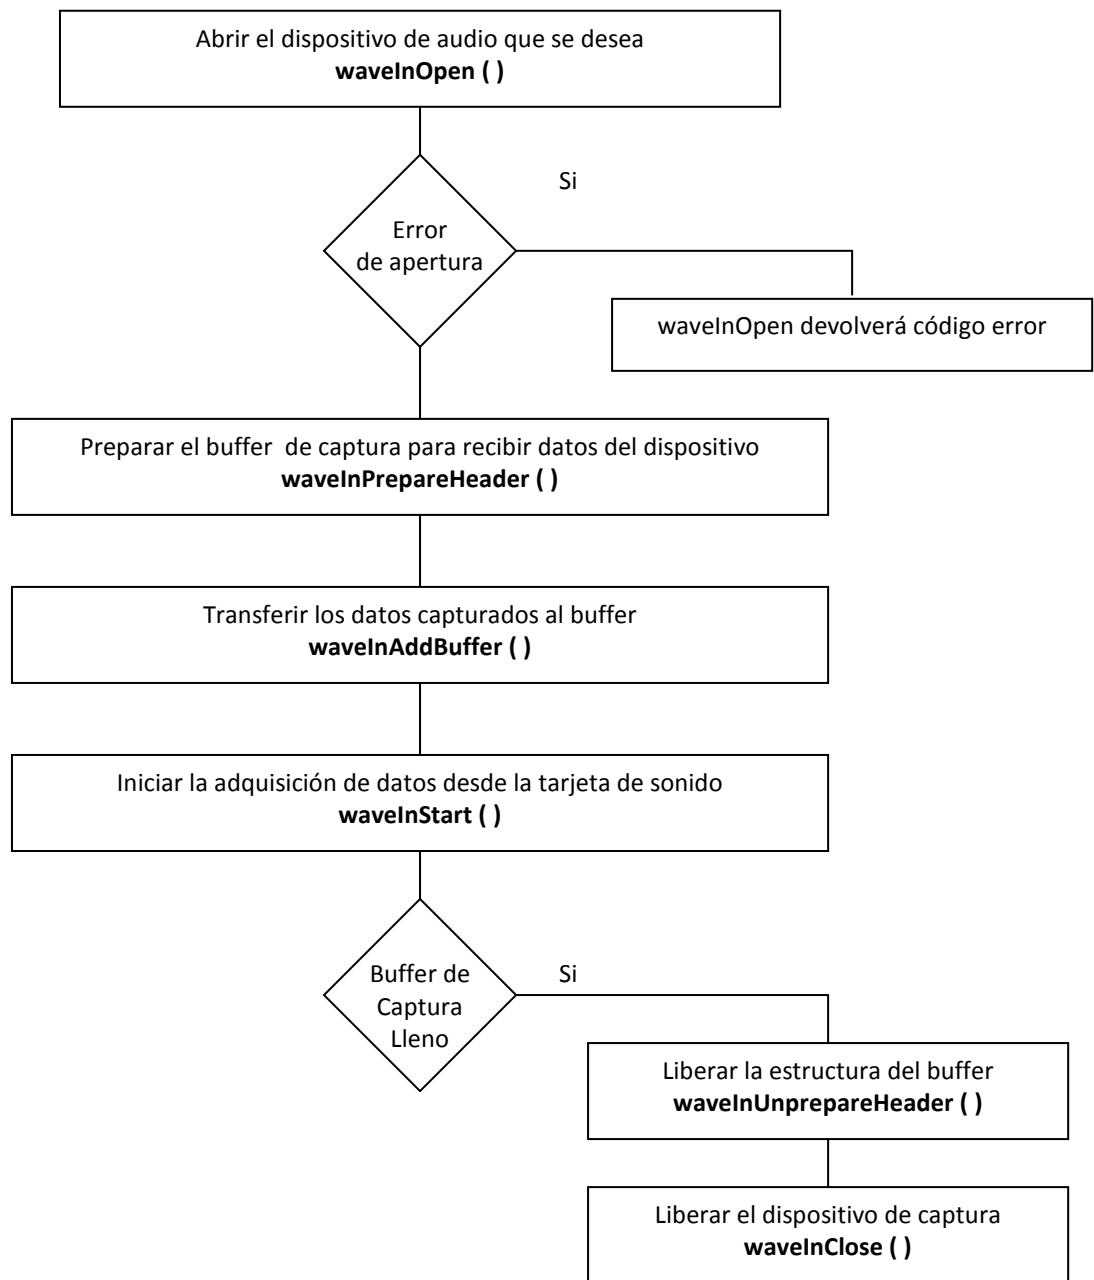 Abrir el dispositivo de audio que se desea
waveInOpen ( )
Si
Error
de apertura
waveInOpen devolverá código error
Preparar el buffer  de captura para recibir datos del dispositivo
waveInPrepareHeader ( )
Transferir los datos capturados al buffer
waveInAddBuffer ( )
Iniciar la adquisición de datos desde la tarjeta de sonido
waveInStart ( )
Buffer de
Captura
Lleno
Si
Liberar la estructura del buffer
waveInUnprepareHeader ( )
Liberar el dispositivo de captura
waveInClose ( )